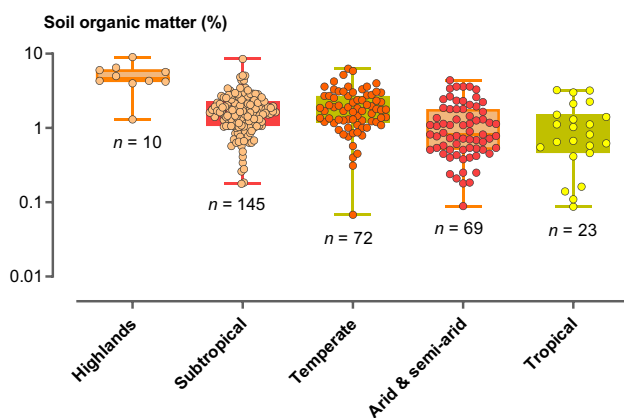 Soil organic matter (%)
10
1
0.1
0.01
n = 10
n = 145
n = 72
n = 69
n = 23
Highlands
Subtropical
Temperate
Arid & semi-arid
Tropical